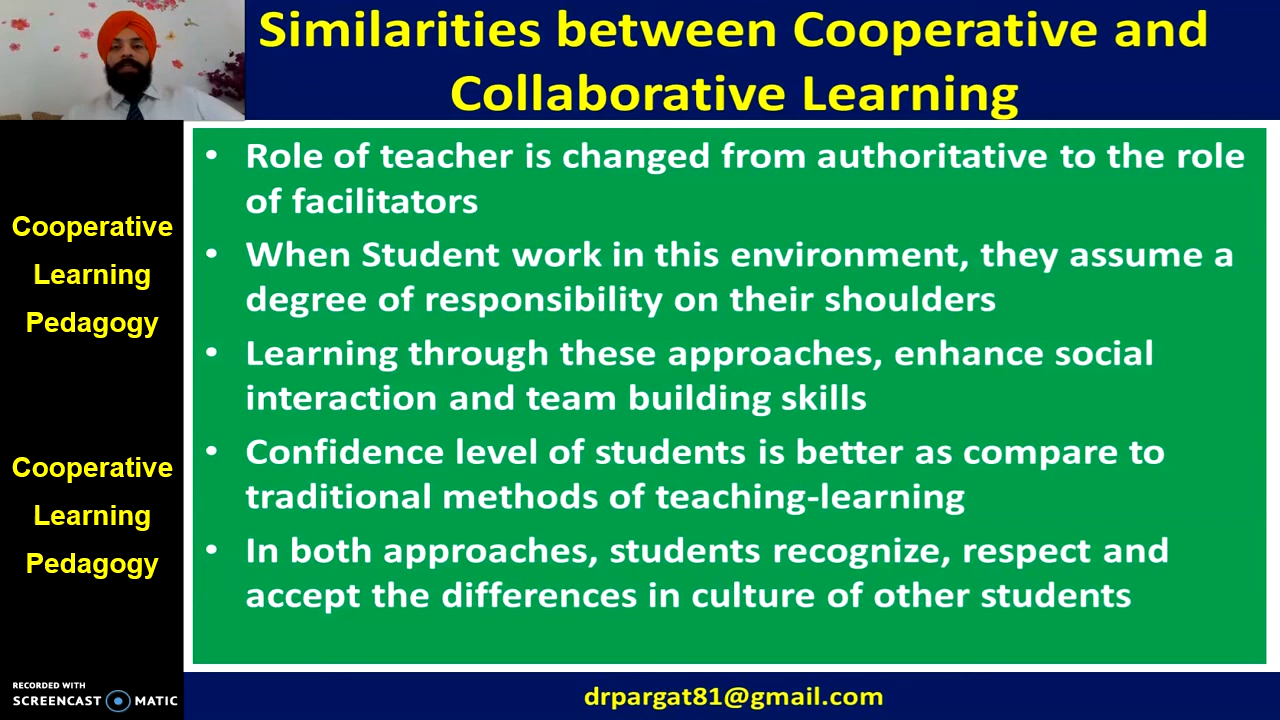 Similarities between Cooperative and
Collaborative Learning
• Role of teacher is changed from authoritative to the role
of facilitators
• When Student work in this environment, they assume a
degree of responsibility on their shoulders
• Learning through these approaches, enhance social
interaction and team building skills
• Confidence level of students is better as compare to
traditional methods of teaching-learning
• In both approaches, students recognize, respect and
accept the differences in culture of other students
Cooperative
Learning
Pedagogy
Cooperative
Learning
Pedagogy
RECORDED WITH
SCREENCAST MATIC
drpargat81@gmail.com